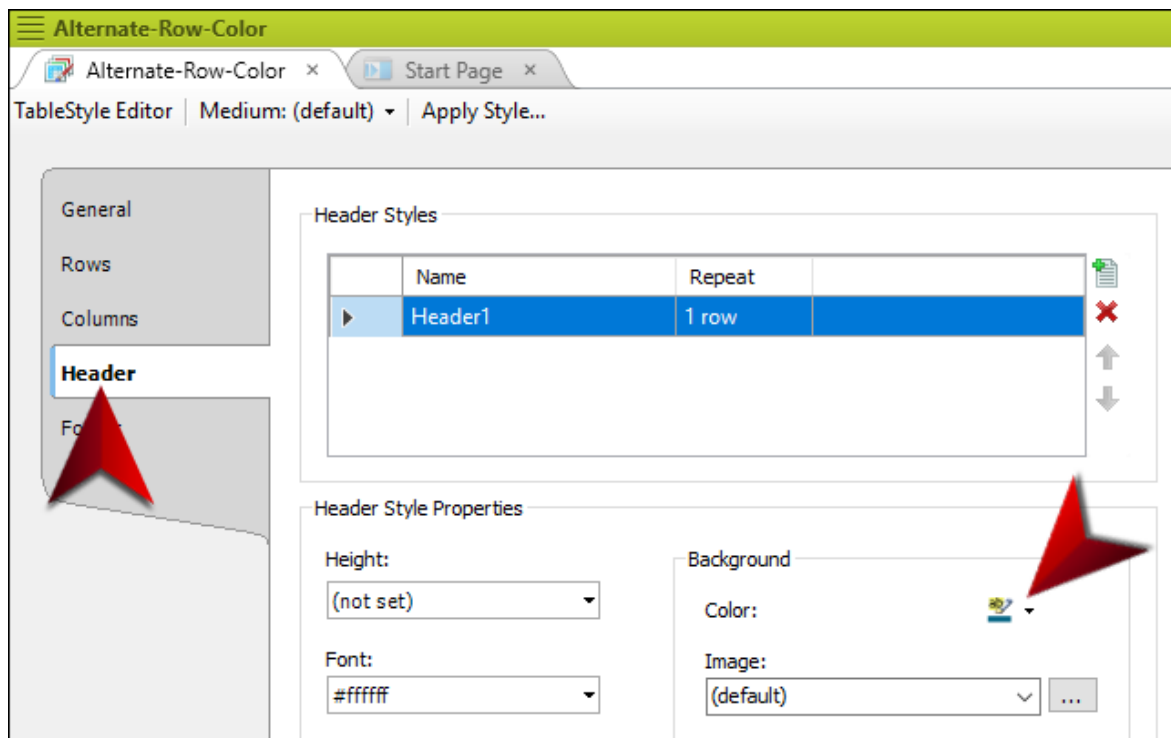 Alternate-Row-Color
Alternate-Row-Color × Start Page ×
TableStyle Editor Medium: (default) Apply Style...
General
Rows
Columns
Header
Header Styles
Name Repeat
Header1 1 row
Header Style Properties
Height:
(not set)
Font:
#ffffff
Background
Color:
Image:
(default) ...